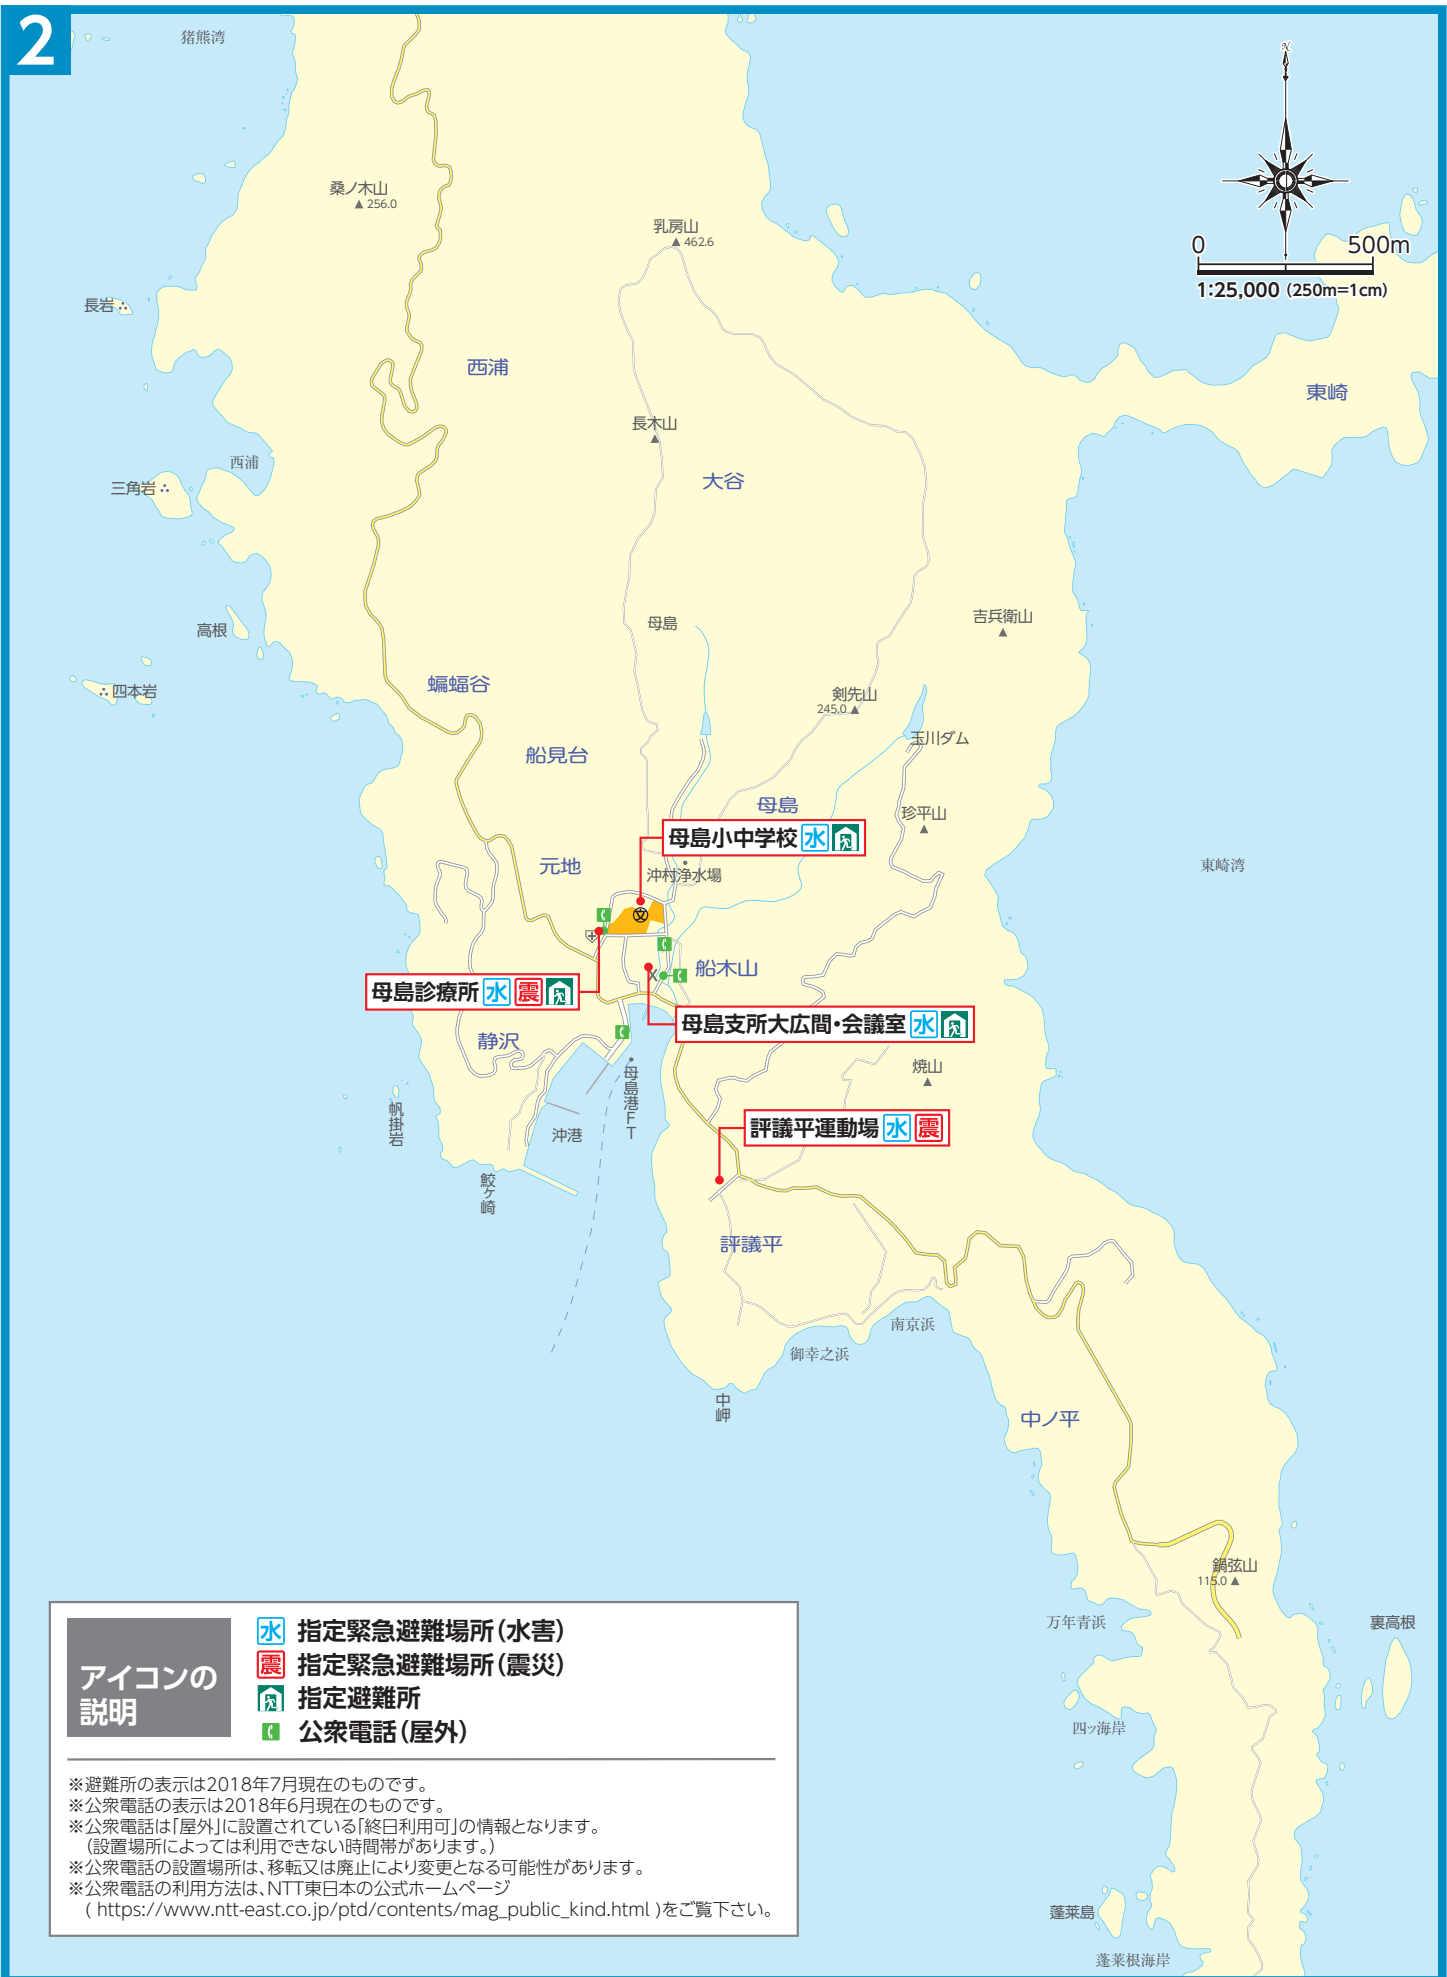 2
猪熊湾
N
桑ノ木山
▲ 256.0
乳房山
▲ 462.6
0 500m
1:25,000 (250m=1cm)
長岩
西浦
東崎
長木山
▲
西浦
大谷
三角岩
高根
母島
吉兵衛山
▲
四本岩
蝙蝠谷
剣先山
245.0 ▲
船見台
玉川ダム
母島
珍平山
▲
母島小中学校 水
元地
沖村浄水場
東崎湾
文
船木山
母島診療所 水 震
母島支所大広間・会議室 水
静沢
焼山
▲
母島港FT
帆掛岩
沖港
評議平運動場 水 震
鮫ヶ崎
評議平
南京浜
御幸之浜
中岬
中ノ平
鍋弦山
115.0 ▲
万年青浜
裏高根
四ッ海岸
蓬莱島
蓬莱根海岸
アイコンの
説明
水 指定緊急避難場所(水害)
震 指定緊急避難場所(震災)
指定避難所
公衆電話(屋外)
※避難所の表示は2018年7月現在のものです。
※公衆電話の表示は2018年6月現在のものです。
※公衆電話は「屋外」に設置されている「終日利用可」の情報となります。
(設置場所によっては利用できない時間帯があります。)
※公衆電話の設置場所は、移転又は廃止により変更となる可能性があります。
※公衆電話の利用方法は、NTT東日本の公式ホームページ
( https://www.ntt-east.co.jp/ptd/contents/mag_public_kind.html )をご覧下さい。